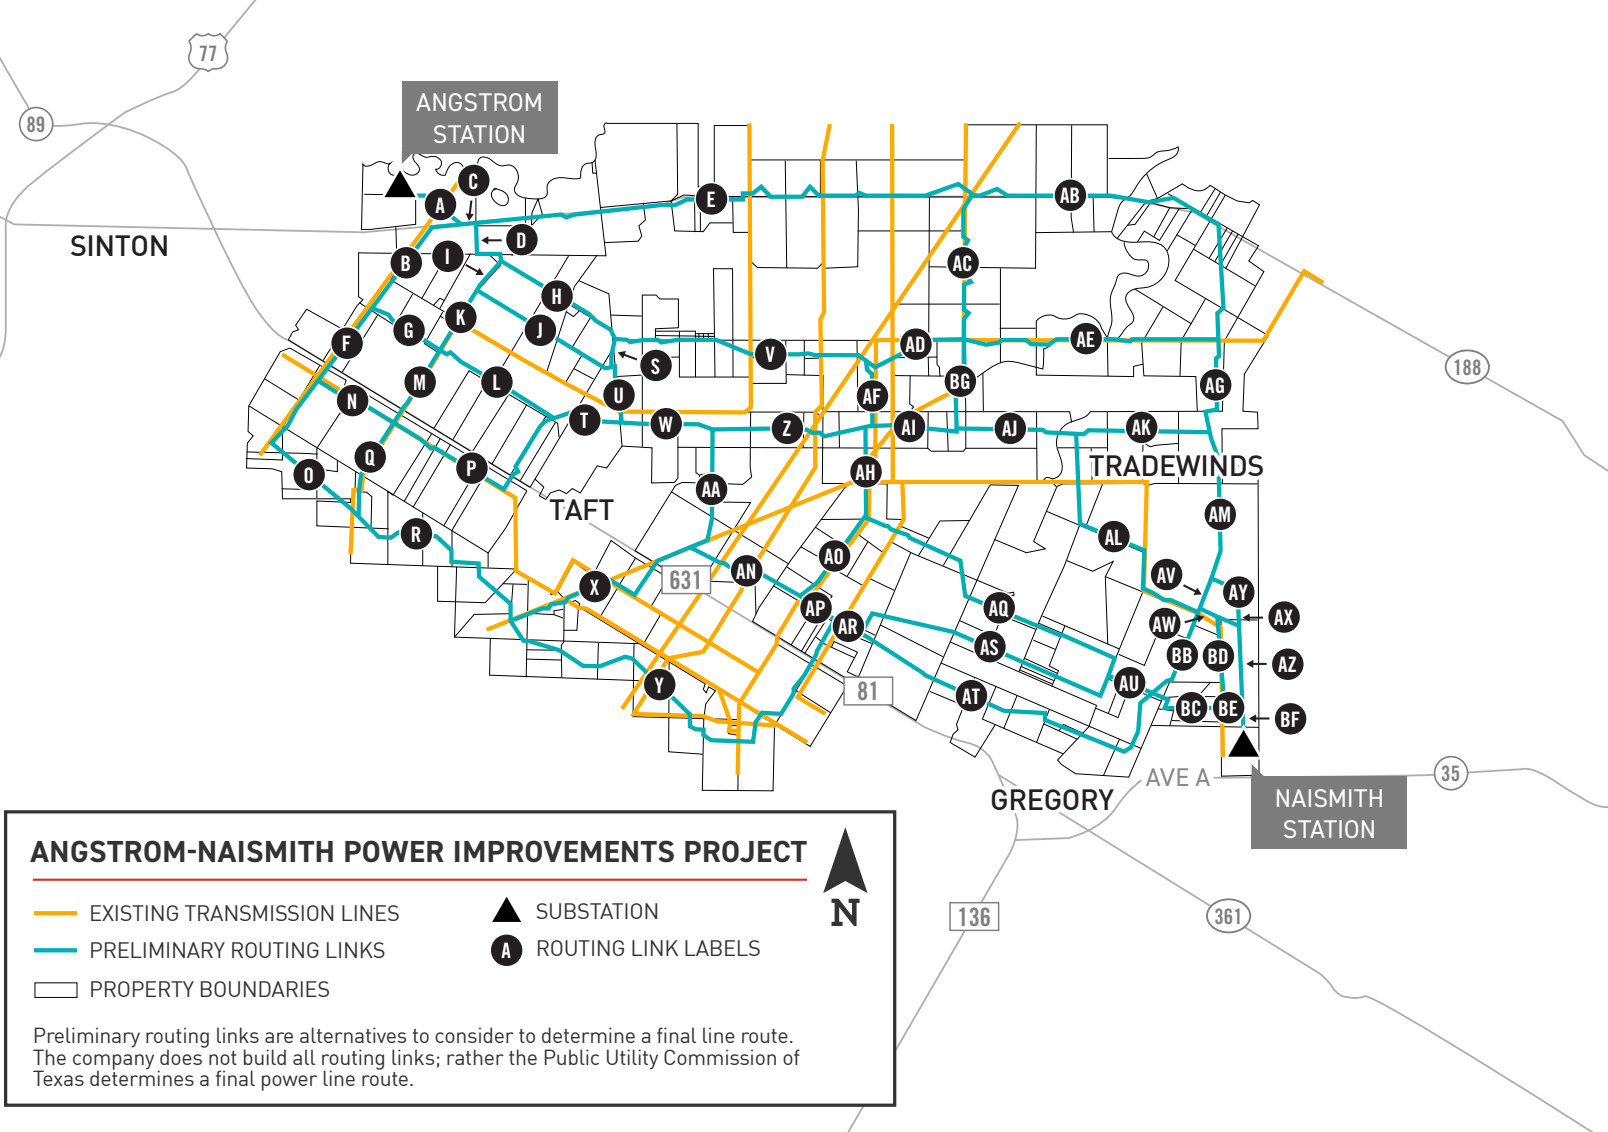 77
89
ANGSTROM
STATION
SINTON
C
A
E
AB
D
I
B
AC
H
K
G
J
F
AD
AE
V
S
188
M
L
AG
BG
U
AF
N
T
W
Z
AI
AJ
AK
Q
P
O
AH
TRADEWINDS
AA
TAFT
AM
R
AL
AO
AN
AV
631
X
AY
AP
AQ
AX
AR
AW
AS
BB
BD
AZ
Y
AU
81
AT
BC
BE
BF
AVE A
35
GREGORY
NAISMITH
STATION
136
361
ANGSTROM-NAISMITH POWER IMPROVEMENTS PROJECT
N
EXISTING TRANSMISSION LINES
SUBSTATION
PRELIMINARY ROUTING LINKS
A
ROUTING LINK LABELS
PROPERTY BOUNDARIES
Preliminary routing links are alternatives to consider to determine a final line route.
The company does not build all routing links; rather the Public Utility Commission of
Texas determines a final power line route.